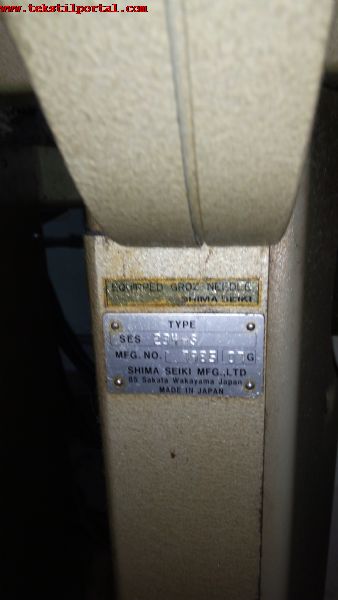 www.tekstilportal.com
EQUIPPED GROZ NEEDLE
SHIMA SEIKI
TYPE
SES 234-S
MFG. NO. G
SHIMA SEIKI MFG.,LTD
85 Sakata Wakayama Japan
MADE IN JAPAN